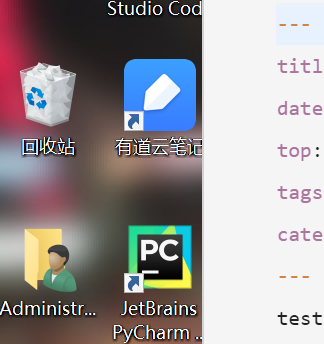 Studio Cod
回收站
有道云笔记
Administr...
JetBrains
PyCharm ...
PC
---
titl
date
top:
tags
cate
---
test